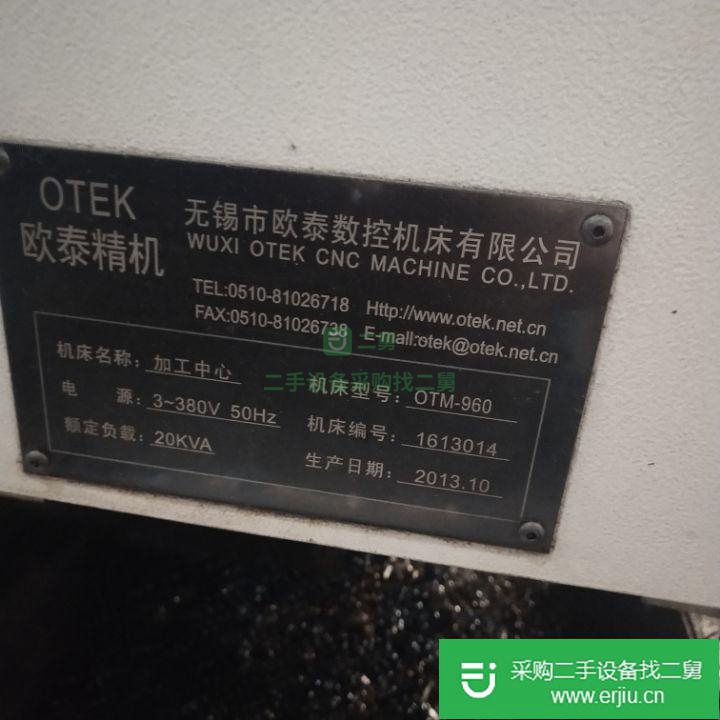 OTEK
欧泰精机
无锡市欧泰数控机床有限公司
WUXI OTEK CNC MACHINE CO.,LTD.
TEL:0510-81026718 Http://www.otek.net.cn
FAX:0510-81026738 E-mall:otek@otek.net.cn
二舅
二手设备采购找二舅
机床名称: 加工中心 机床型号: OTM-960
电 源: 3~380V 50Hz 机床编号: 1613014
额定负载: 20KVA 生产日期: 2013.10
采购二手设备找二舅
www.erjiu.cn